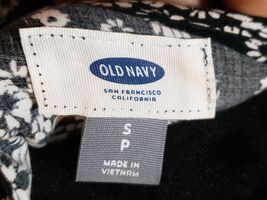 OLD NAVY
SAN FRANCISCO
CALIFORNIA
S
P
MADE IN
VIETNAM